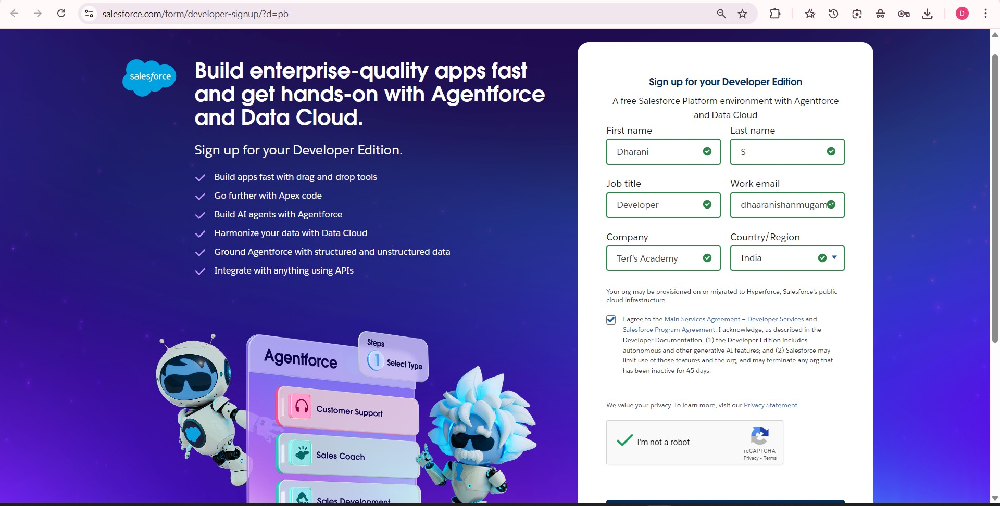 salesforce.com/form/developer-signup/?d=pb
D
salesforce
Build enterprise-quality apps fast
and get hands-on with Agentforce
and Data Cloud.
Sign up for your Developer Edition.
Build apps fast with drag-and-drop tools
Go further with Apex code
Build AI agents with Agentforce
Harmonize your data with Data Cloud
Ground Agentforce with structured and unstructured data
Integrate with anything using APIs
Agentforce
Steps
1 Select Type
Customer Support
Sales Coach
Sales Development
Sign up for your Developer Edition
A free Salesforce Platform environment with Agentforce
and Data Cloud
First name Last name
Dharani S
Job title Work email
Developer dhaaranishanmugam
Company Country/Region
Terf's Academy India
Your org may be provisioned on or migrated to Hyperforce, Salesforce's public
cloud infrastructure.
I agree to the Main Services Agreement – Developer Services and
Salesforce Program Agreement. I acknowledge, as described in the
Developer Documentation: (1) the Developer Edition includes
autonomous and other generative AI features; and (2) Salesforce may
limit use of those features and the org, and may terminate any org that
has been inactive for 45 days.
We value your privacy. To learn more, visit our Privacy Statement.
I'm not a robot
reCAPTCHA
Privacy - Terms